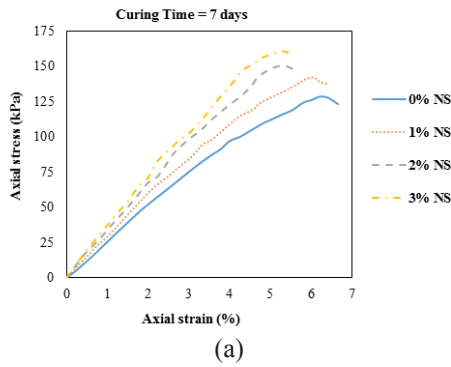 Curing Time = 7 days
175
150
125
100
75
50
25
0
Axial stress (kPa)
0 1 2 3 4 5 6 7
Axial strain (%)
0% NS
1% NS
2% NS
3% NS
(a)